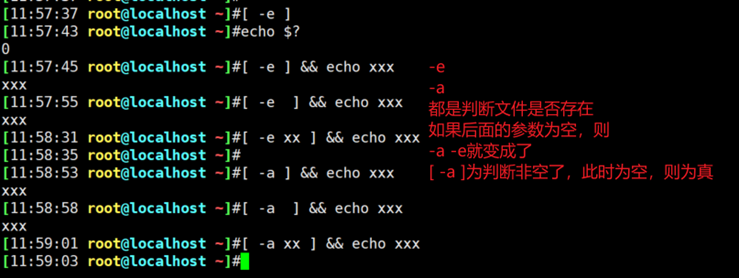 [11:57:37 root@localhost ~]#[ -e ]
[11:57:43 root@localhost ~]#echo $?
0
[11:57:45 root@localhost ~]#[ -e ] && echo xxx
xxx
[11:57:55 root@localhost ~]#[ -e  ] && echo xxx
xxx
[11:58:31 root@localhost ~]#[ -e xx ] && echo xxx
[11:58:35 root@localhost ~]#
[11:58:53 root@localhost ~]#[ -a ] && echo xxx
xxx
[11:58:58 root@localhost ~]#[ -a  ] && echo xxx
xxx
[11:59:01 root@localhost ~]#[ -a xx ] && echo xxx
[11:59:03 root@localhost ~]#
-e
-a
都是判断文件是否存在
如果后面的参数为空，则
-a -e就变成了
[ -a ]为判断非空了，此时为空，则为真